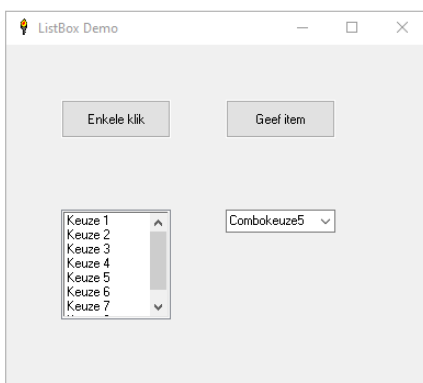 ListBox Demo
Enkele klik
Geef item
Keuze 1
Keuze 2
Keuze 3
Keuze 4
Keuze 5
Keuze 6
Keuze 7
Combokeuze5